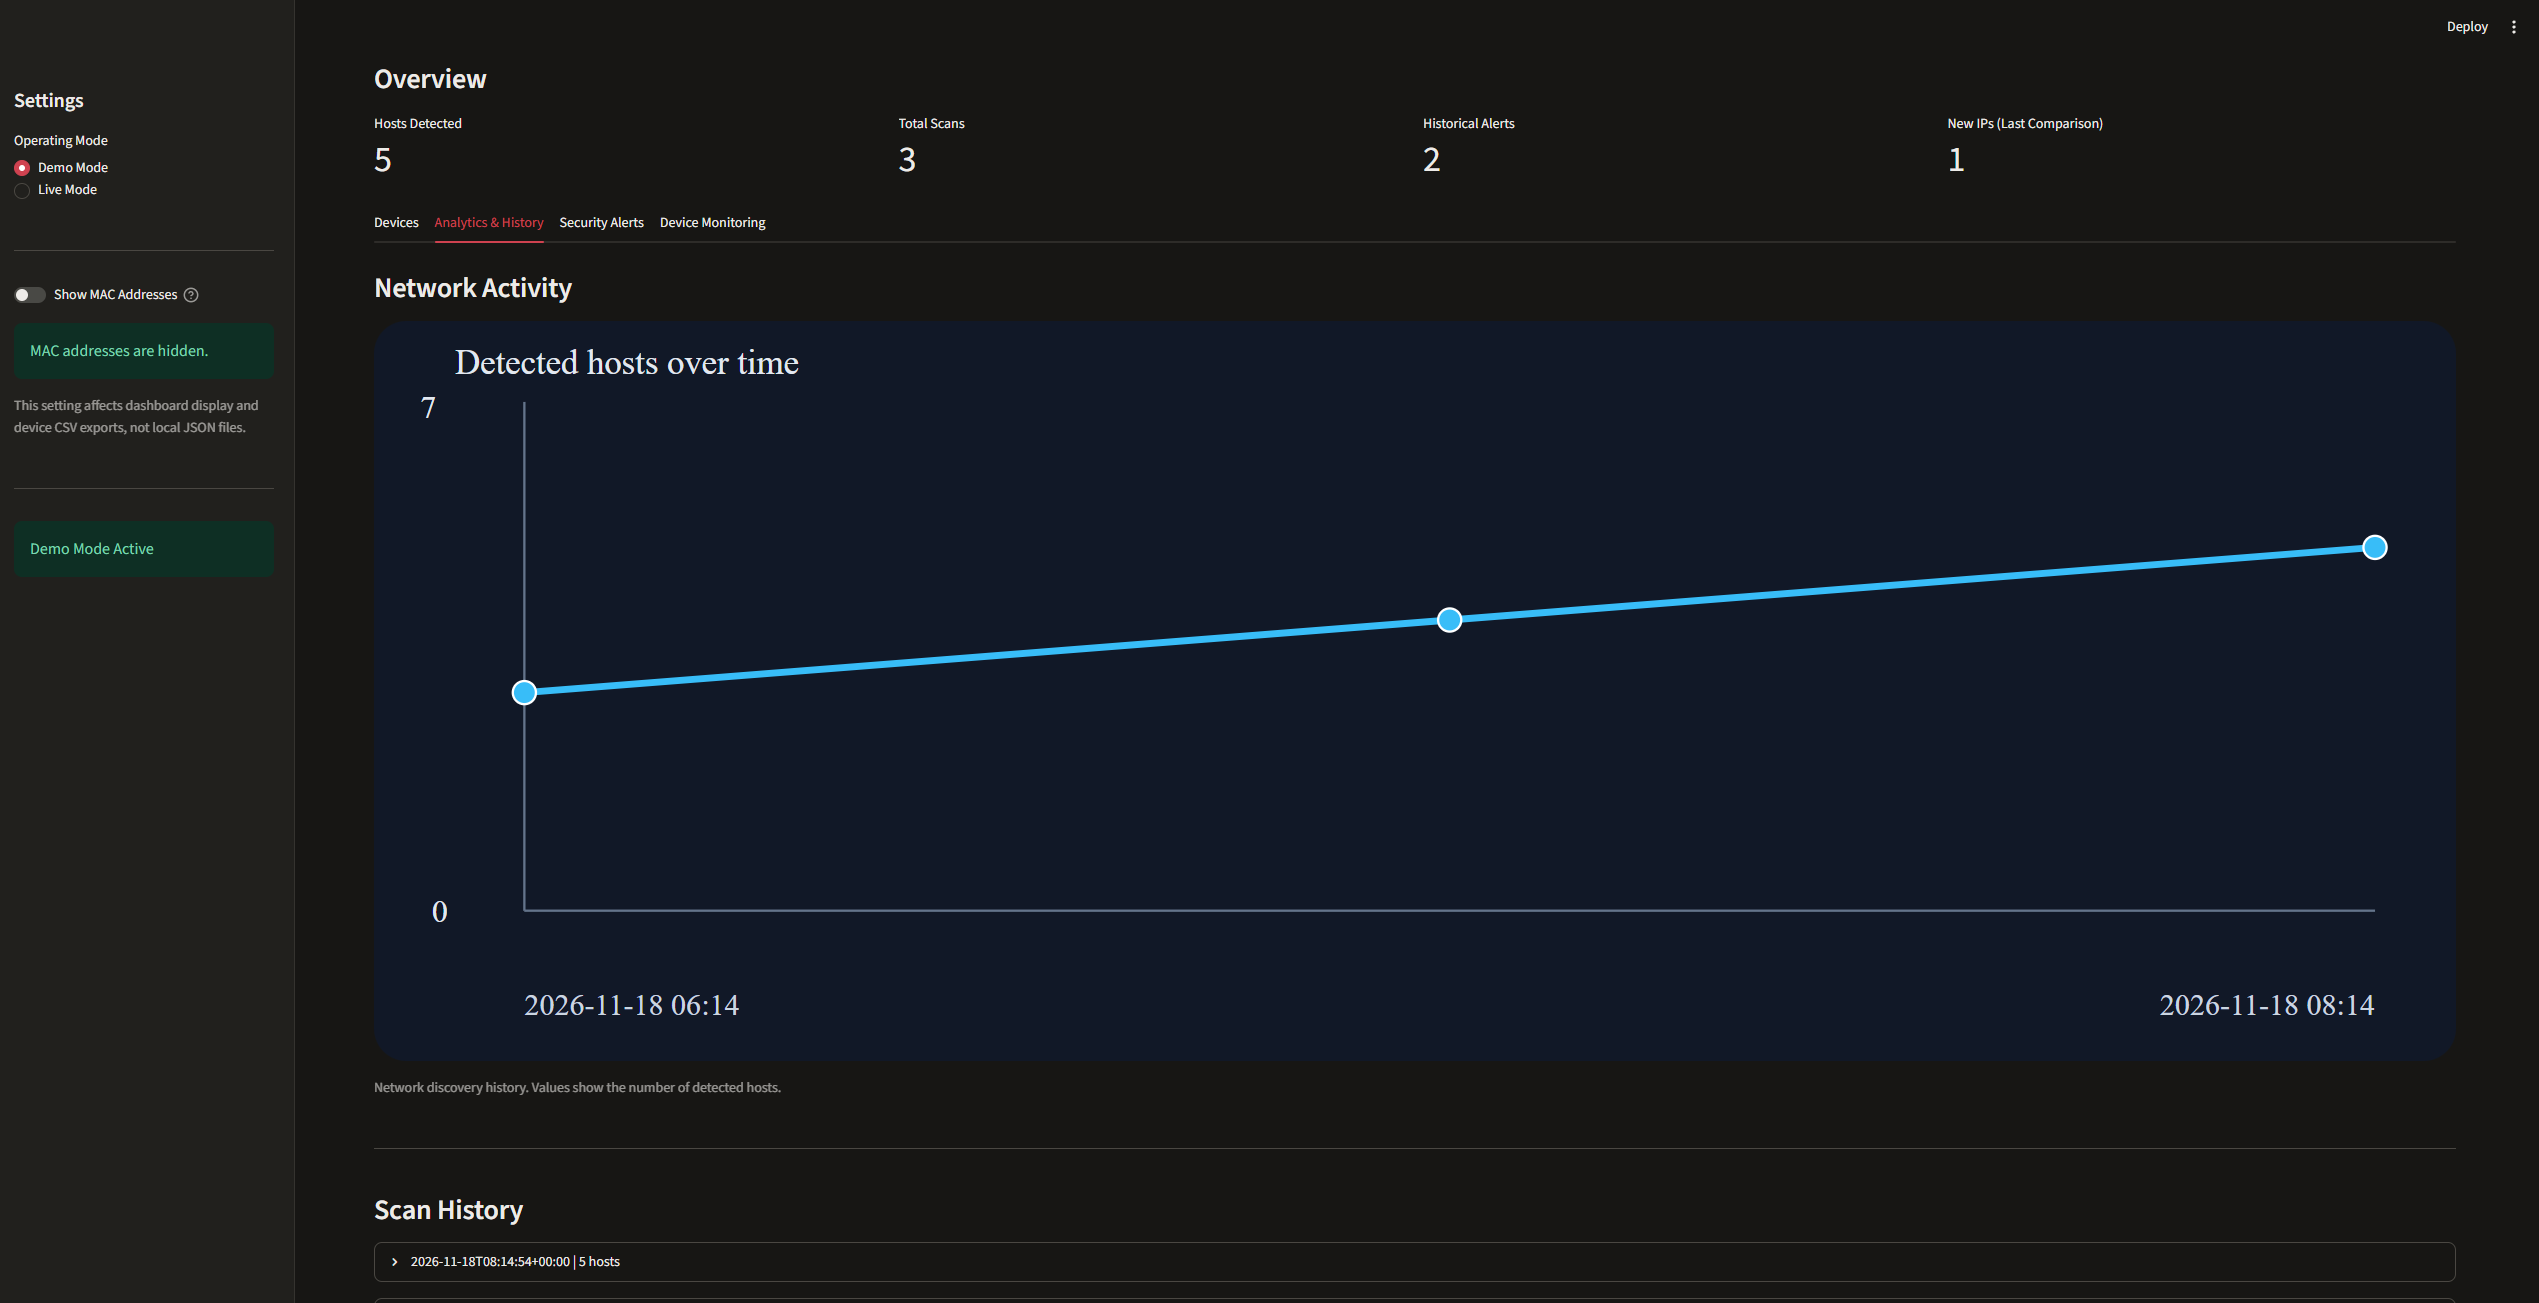 Deploy
Settings
Operating Mode
Demo Mode
Live Mode
Show MAC Addresses
MAC addresses are hidden.
This setting affects dashboard display and
device CSV exports, not local JSON files.
Demo Mode Active
Overview
Hosts Detected
5
Total Scans
3
Historical Alerts
2
New IPs (Last Comparison)
1
Devices Analytics & History Security Alerts Device Monitoring
Network Activity
Detected hosts over time
7
0
2026-11-18 06:14 2026-11-18 08:14
Network discovery history. Values show the number of detected hosts.
Scan History
2026-11-18T08:14:54+00:00 | 5 hosts